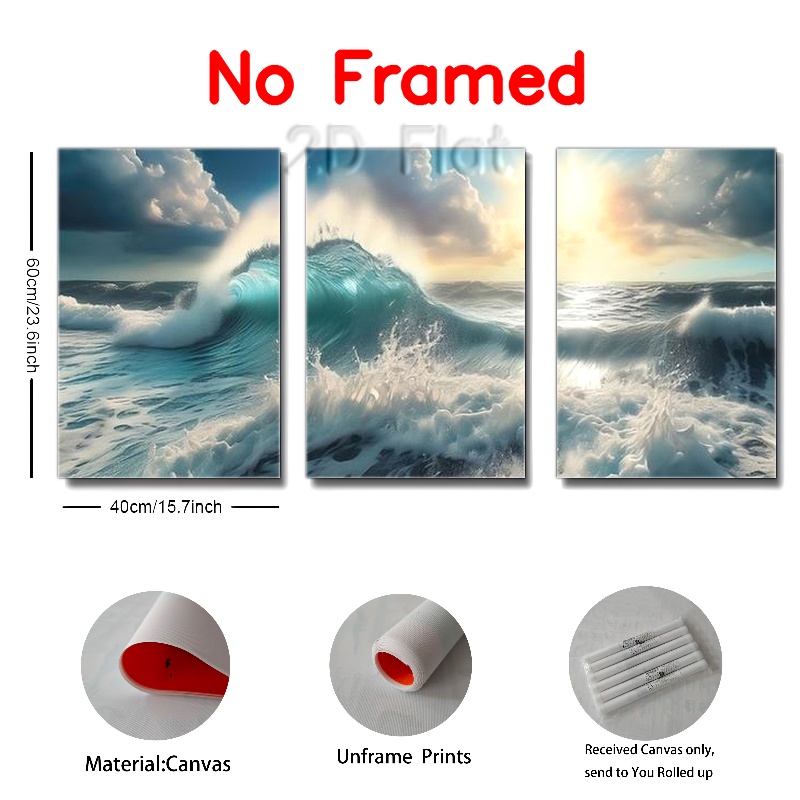 No Framed
2D Flat
60cm/23.6inch
40cm/15.7inch
Material:Canvas
Unframe Prints
Received Canvas only,
send to You Rolled up